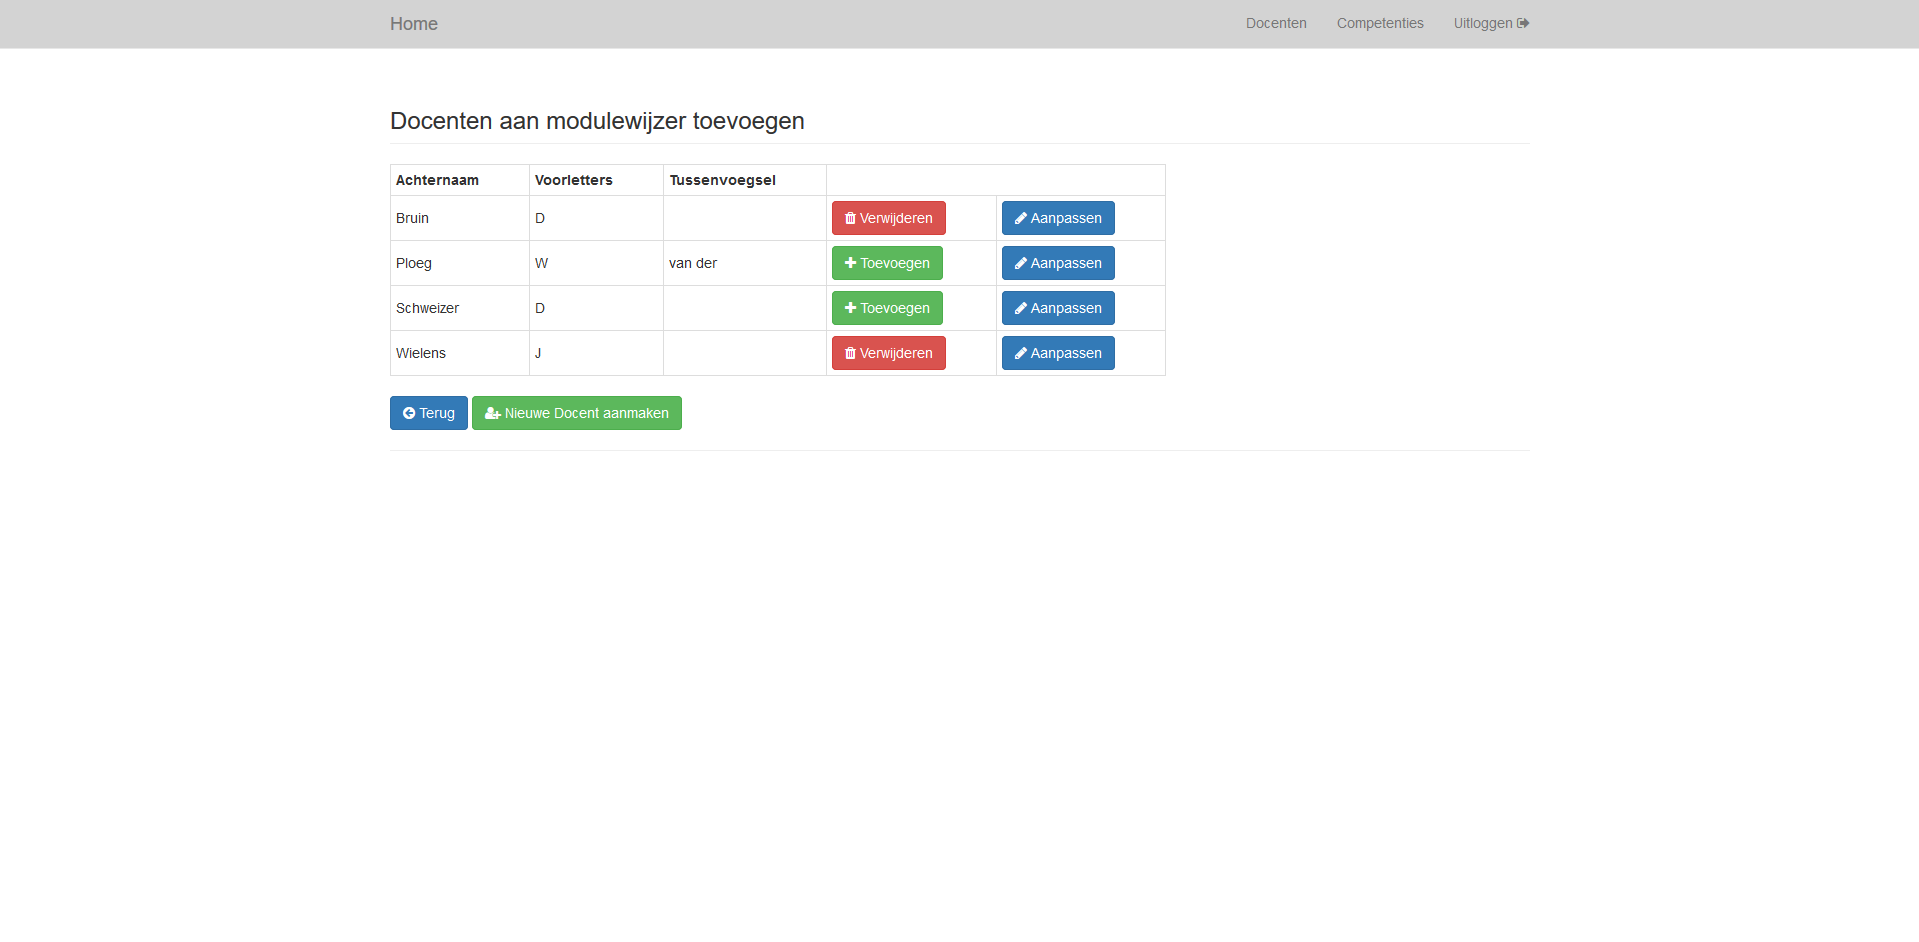 Home Docenten Competenties Uitloggen
Docenten aan modulewijzer toevoegen
Achternaam Voorletters Tussenvoegsel
Bruin D Verwijderen Aanpassen
Ploeg W van der Toevoegen Aanpassen
Schweizer D Toevoegen Aanpassen
Wielens J Verwijderen Aanpassen
Terug Nieuwe Docent aanmaken